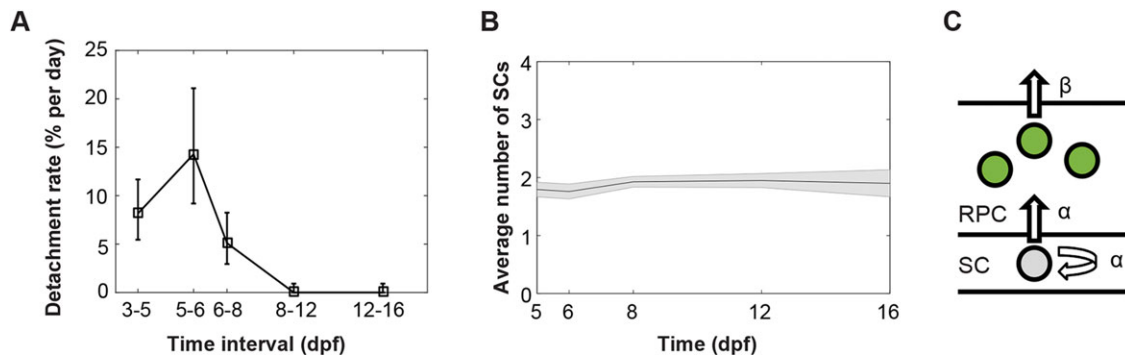 A
Detachment rate (% per day)
25
20
15
10
5
0
3-5
5-6
6-8
8-12
12-16
Time interval (dpf)
B
Average number of SCs
4
3
2
1
0
5
6
8
12
16
Time (dpf)
C
β
RPC
α
SC
α